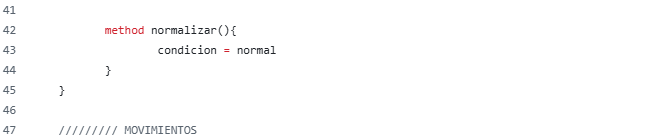 41
42 method normalizar(){
43 condicion = normal
44 }
45 }
46
47 ///////// MOVIMIENTOS